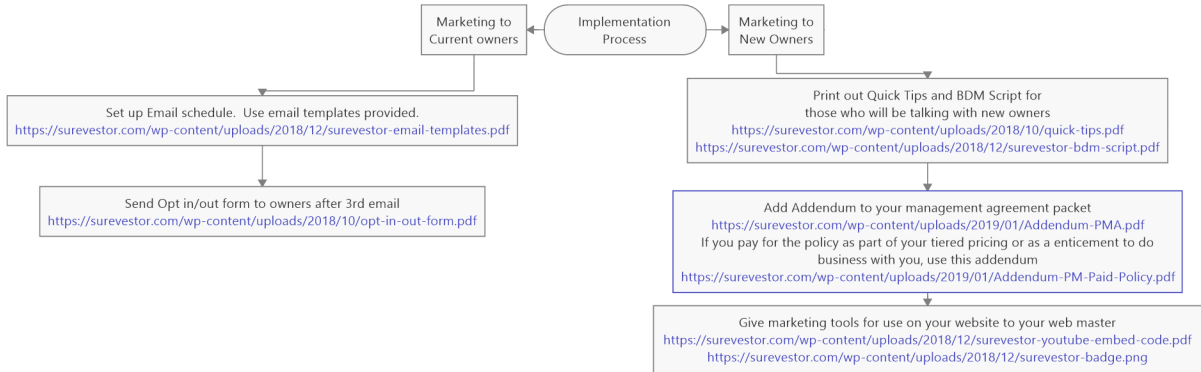 Marketing to
Current owners
Implementation
Process
Marketing to
New Owners
Set up Email schedule.  Use email templates provided.
https://surevestor.com/wp-content/uploads/2018/12/surevestor-email-templates.pdf
Send Opt in/out form to owners after 3rd email
https://surevestor.com/wp-content/uploads/2018/10/opt-in-out-form.pdf
Print out Quick Tips and BDM Script for
those who will be talking with new owners
https://surevestor.com/wp-content/uploads/2018/10/quick-tips.pdf
https://surevestor.com/wp-content/uploads/2018/12/surevestor-bdm-script.pdf
Add Addendum to your management agreement packet
https://surevestor.com/wp-content/uploads/2019/01/Addendum-PMA.pdf
If you pay for the policy as part of your tiered pricing or as a enticement to do
business with you, use this addendum
https://surevestor.com/wp-content/uploads/2019/01/Addendum-PM-Paid-Policy.pdf
Give marketing tools for use on your website to your web master
https://surevestor.com/wp-content/uploads/2018/12/surevestor-youtube-embed-code.pdf
https://surevestor.com/wp-content/uploads/2018/12/surevestor-badge.png